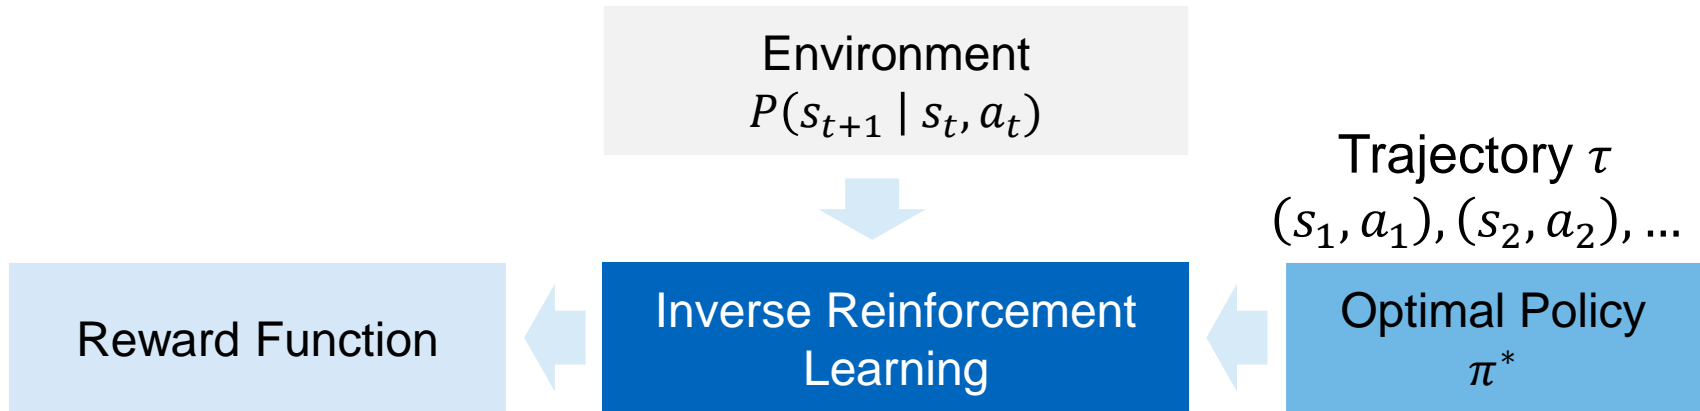 Environment
P(s_{t+1} | s_t, a_t)
Trajectory τ
(s_1, a_1), (s_2, a_2), ...
Reward Function
Inverse Reinforcement
Learning
Optimal Policy
π*